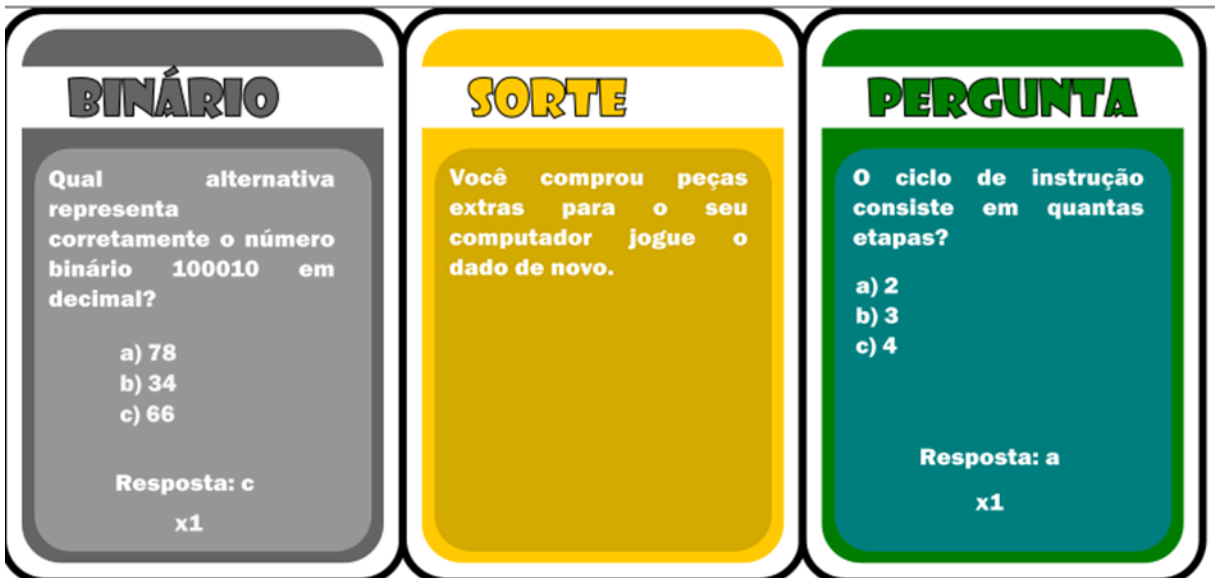 BINÁRIO
Qual alternativa
representa
corretamente o número
binário 100010 em
decimal?
a) 78
b) 34
c) 66
Resposta: c
x1
SORTE
Você comprou peças
extras para o seu
computador jogue o
dado de novo.
PERGUNTA
O ciclo de instrução
consiste em quantas
etapas?
a) 2
b) 3
c) 4
Resposta: a
x1